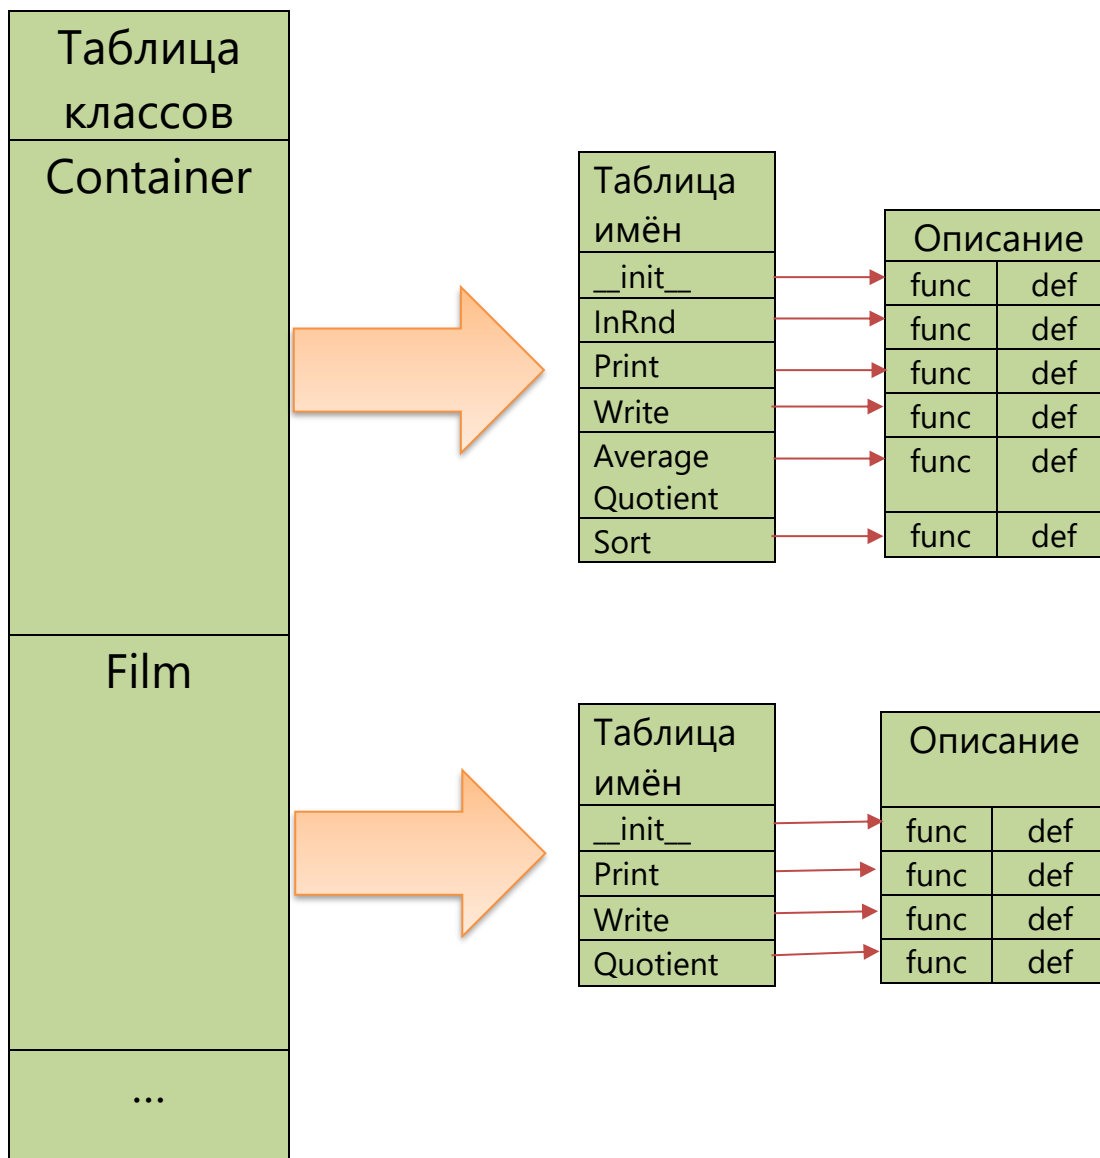 Таблица
классов
Container
Таблица
имён
Описание
__init__
func def
InRnd
func def
Print
func def
Write
func def
Average
Quotient
func def
Sort
func def
Film
Таблица
имён
Описание
__init__
func def
Print
func def
Write
func def
Quotient
func def
...